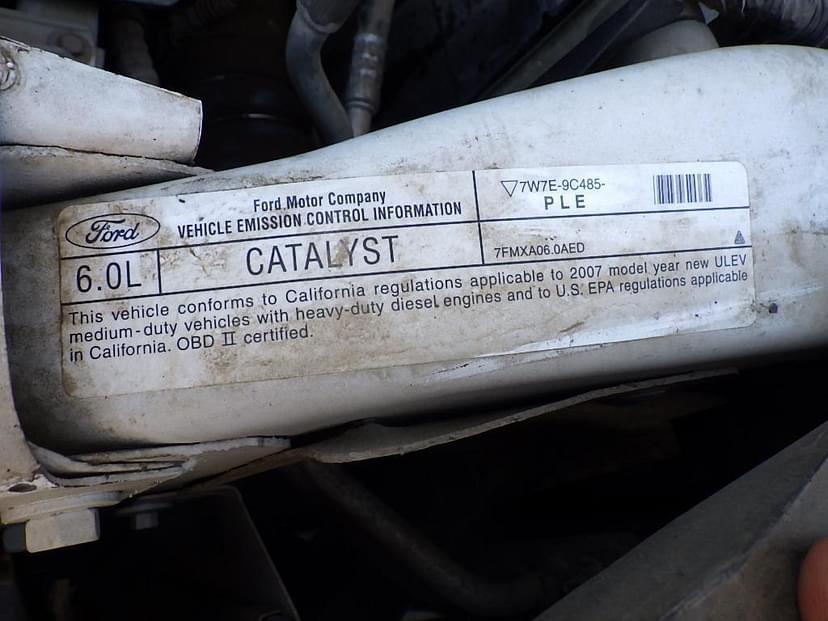 Ford Motor Company
Ford
VEHICLE EMISSION CONTROL INFORMATION
▽7W7E-9C485-
PLE
6.0L
CATALYST
7FMXA06.0AED
This vehicle conforms to California regulations applicable to 2007 model year new ULEV
medium-duty vehicles with heavy-duty diesel engines and to U.S. EPA regulations applicable
in California. OBD II certified.